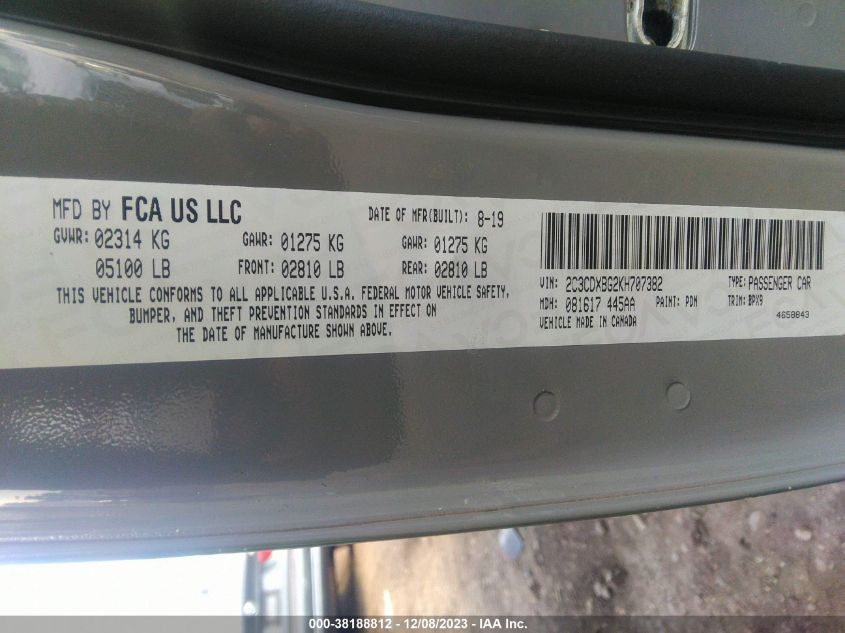 MFD BY FCA US LLC
DATE OF MFR(BUILT): 8-19
GVWR: 02314 KG GAWR: 01275 KG GAWR: 01275 KG
05100 LB FRONT: 02810 LB REAR: 02810 LB
THIS VEHICLE CONFORMS TO ALL APPLICABLE U.S.A. FEDERAL MOTOR VEHICLE SAFETY,
BUMPER, AND THEFT PREVENTION STANDARDS IN EFFECT ON
THE DATE OF MANUFACTURE SHOWN ABOVE.
VIN: 2C3CDXBG2KH707382 TYPE: PASSENGER CAR
MDH: 081617 445AA PAINT: PDN TRIM: BPX9
VEHICLE MADE IN CANADA 4658843
000-38188812 - 12/08/2023 - IAA Inc.